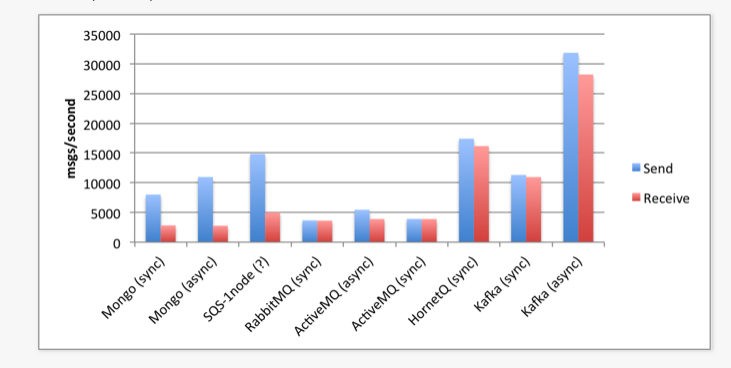 35000
30000
25000
20000
15000
10000
5000
0
msgs/second
Mongo (sync)
Mongo (async)
SQS-1node (?)
RabbitMQ (sync)
ActiveMQ (async)
ActiveMQ (sync)
HornetQ (sync)
Kafka (sync)
Kafka (async)
Send
Receive